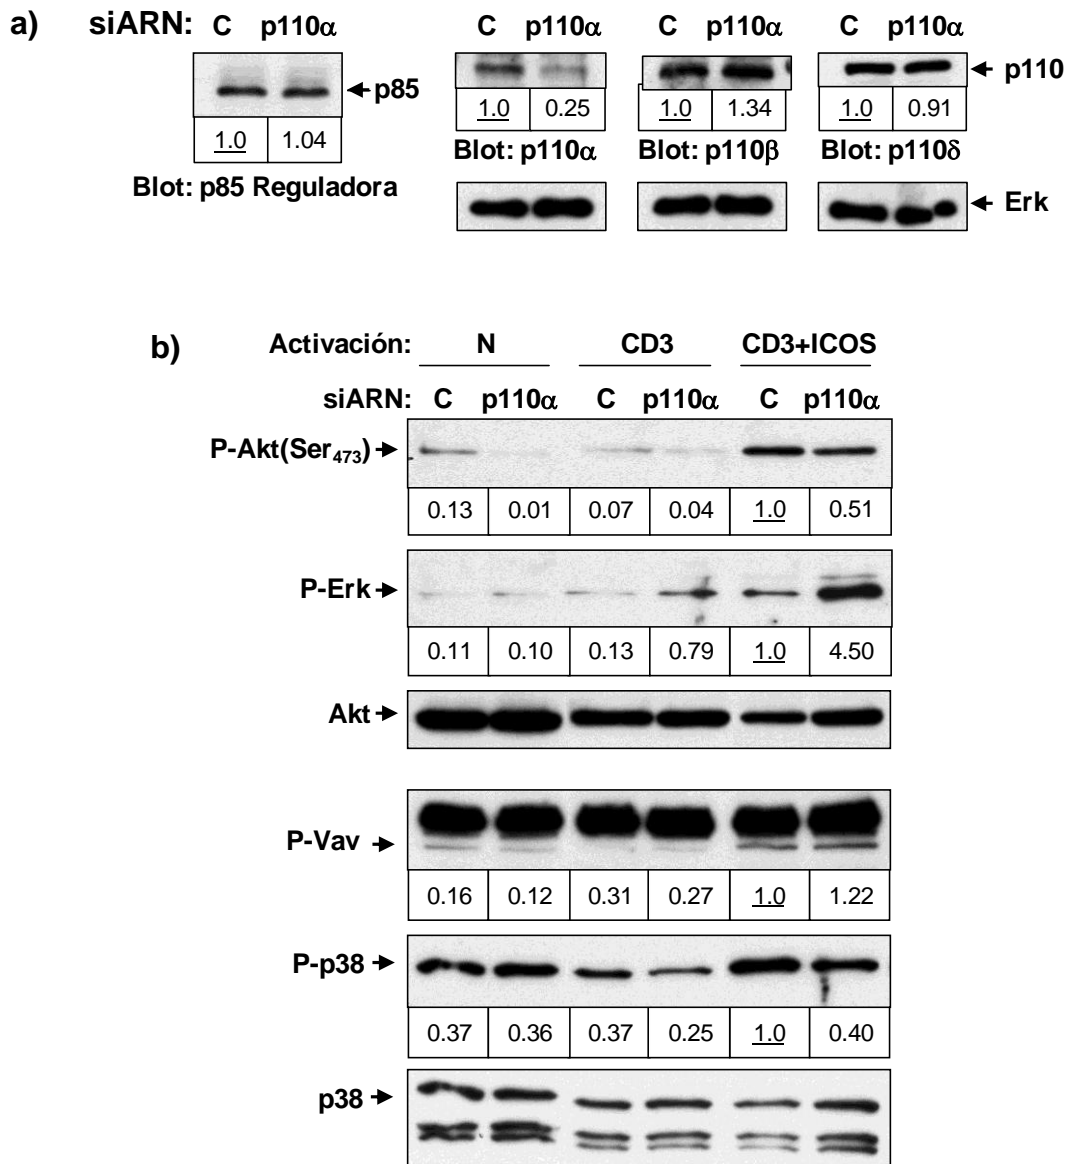 a) siARN: C p110α C p110α C p110α C p110α
p85 p110
1.0 1.04 1.0 0.25 1.0 1.34 1.0 0.91
Blot: p85 Reguladora Blot: p110α Blot: p110β Blot: p110δ
Erk
b) Activación: N CD3 CD3+ICOS
siARN: C p110α C p110α C p110α
P-Akt(Ser473)
0.13 0.01 0.07 0.04 1.0 0.51
P-Erk
0.11 0.10 0.13 0.79 1.0 4.50
Akt
P-Vav
0.16 0.12 0.31 0.27 1.0 1.22
P-p38
0.37 0.36 0.37 0.25 1.0 0.40
p38